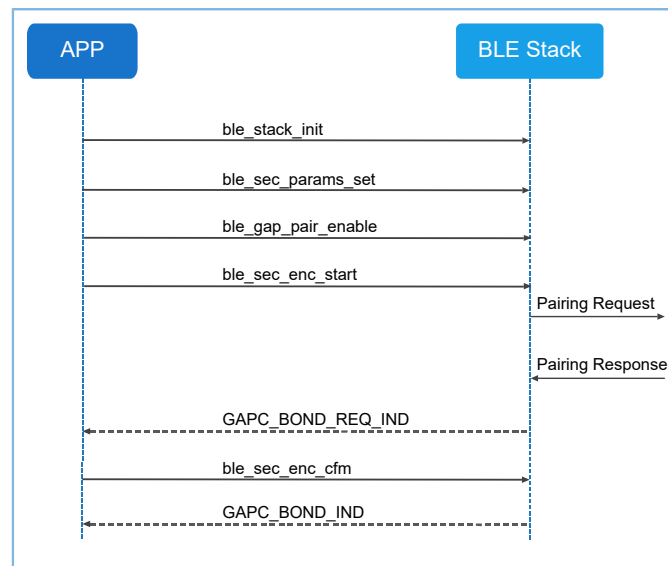 APP
BLE Stack
ble_stack_init
ble_sec_params_set
ble_gap_pair_enable
ble_sec_enc_start
Pairing Request
Pairing Response
GAPC_BOND_REQ_IND
ble_sec_enc_cfm
GAPC_BOND_IND